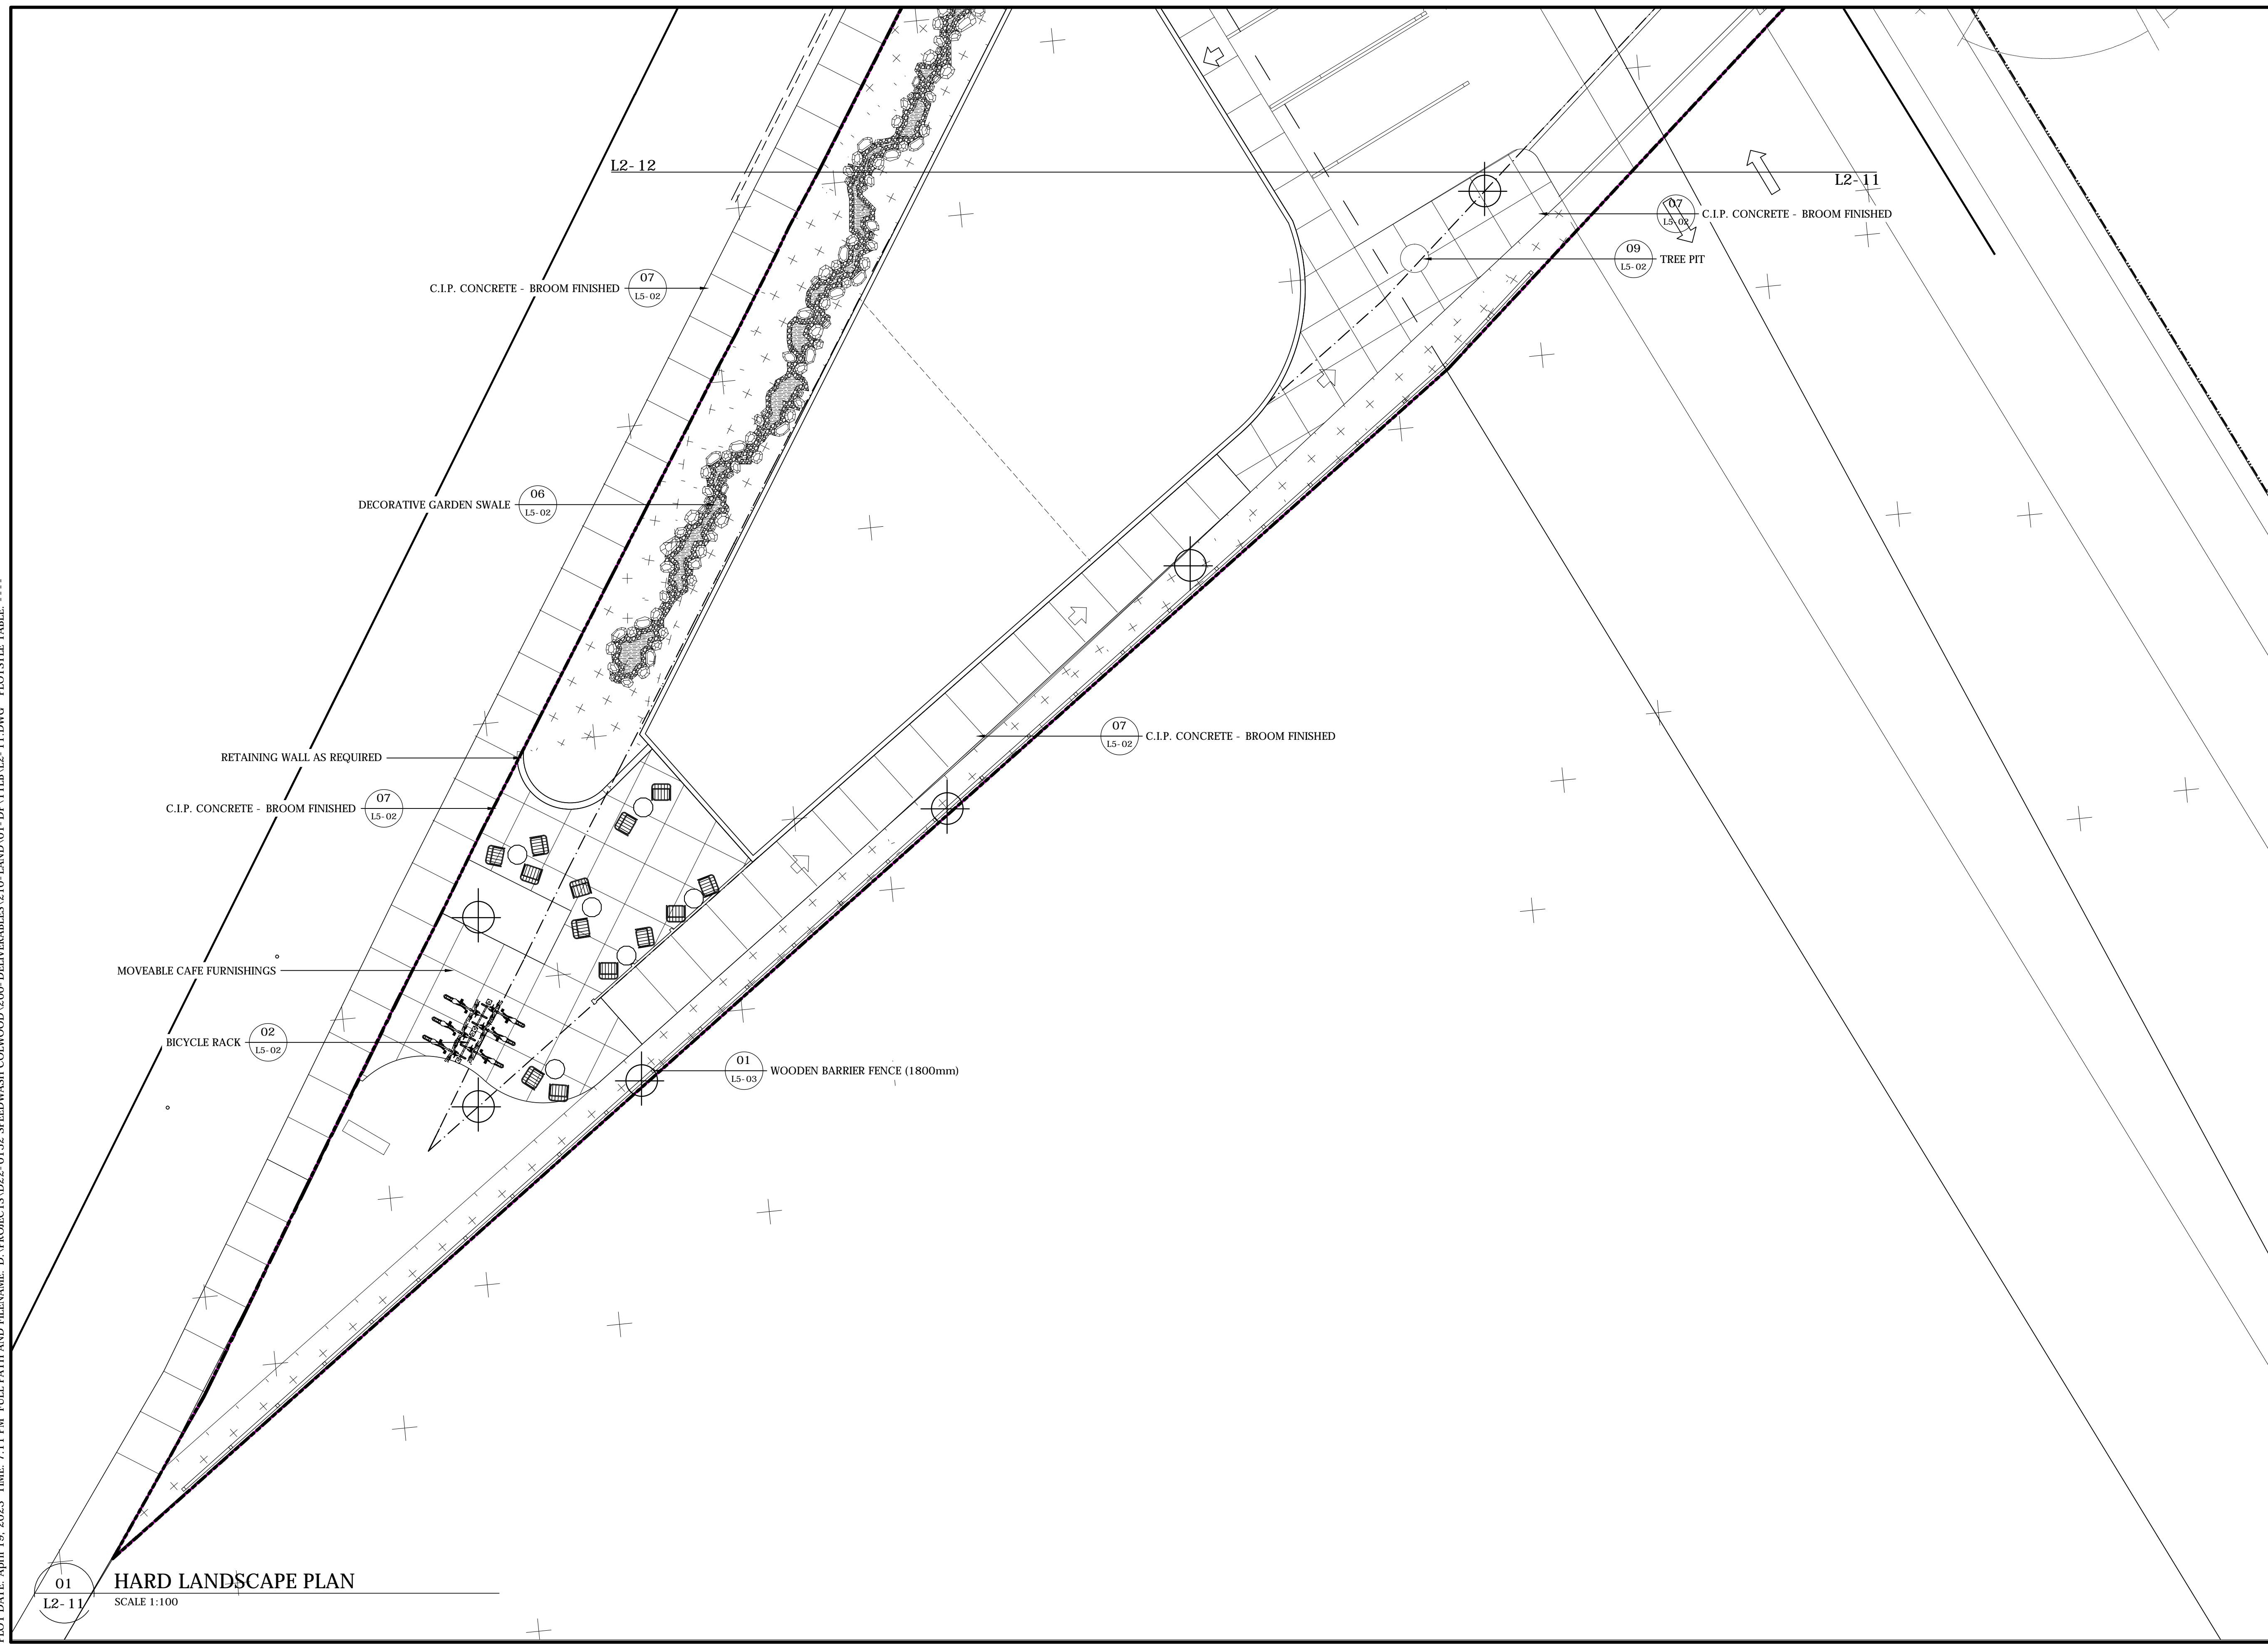 L2-12
L2-11
07
L5-02
C.I.P. CONCRETE - BROOM FINISHED
09
L5-02
TREE PIT
C.I.P. CONCRETE - BROOM FINISHED
07
L5-02
DECORATIVE GARDEN SWALE
06
L5-02
07
L5-02
C.I.P. CONCRETE - BROOM FINISHED
RETAINING WALL AS REQUIRED
C.I.P. CONCRETE - BROOM FINISHED
07
L5-02
MOVEABLE CAFE FURNISHINGS
BICYCLE RACK
02
L5-02
01
L5-03
WOODEN BARRIER FENCE (1800mm)
01
L2-11
HARD LANDSCAPE PLAN
SCALE 1:100